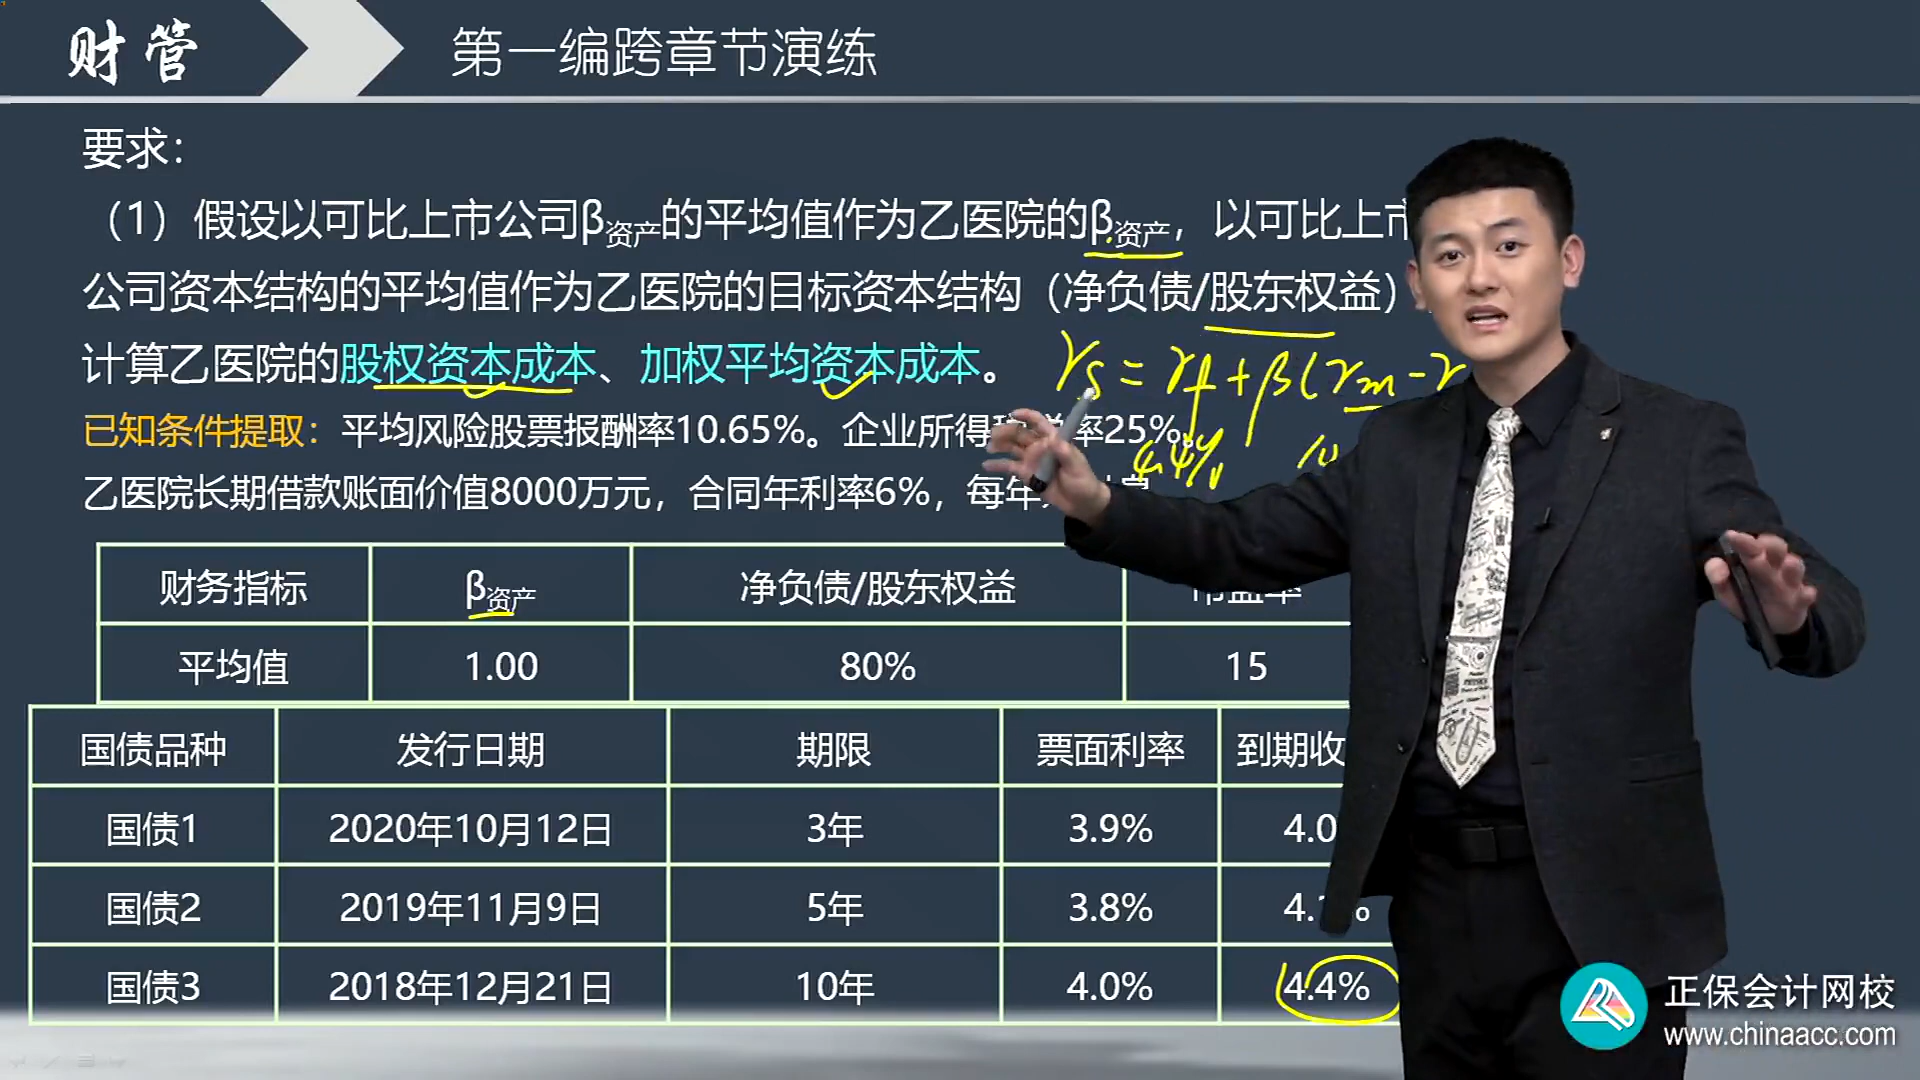 财管
第一编跨章节演练
要求：
（1）假设以可比上市公司β资产的平均值作为乙医院的β资产，以可比上市
公司资本结构的平均值作为乙医院的目标资本结构（净负债/股东权益）
计算乙医院的股权资本成本、加权平均资本成本。
rs = rf + β(rm - r
已知条件提取：平均风险股票报酬率10.65%。企业所得 率25%。
4.4%
乙医院长期借款账面价值8000万元，合同年利率6%，每年
财务指标 β资产 净负债/股东权益 市盈率
平均值 1.00 80% 15
国债品种 发行日期 期限 票面利率 到期收
国债1 2020年10月12日 3年 3.9% 4.0
国债2 2019年11月9日 5年 3.8% 4.
国债3 2018年12月21日 10年 4.0% 4.4%
正保会计网校
www.chinaacc.com